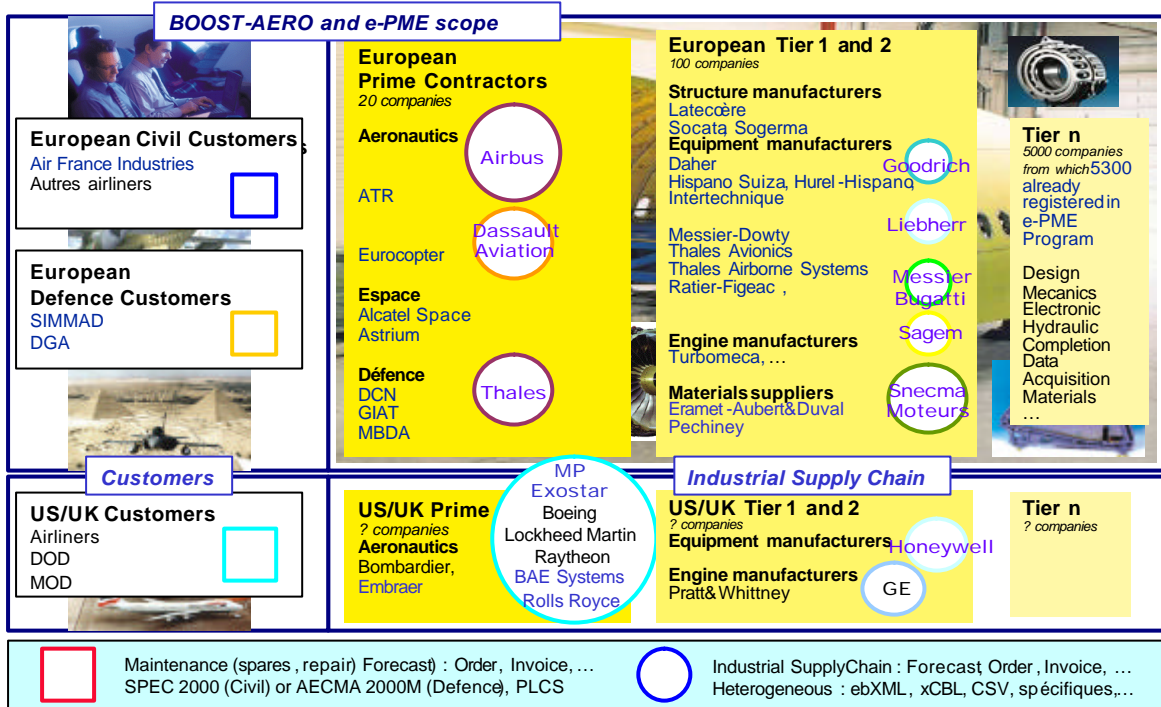 BOOST-AERO and e-PME scope
European Civil Customers
Air France Industries
Autres airliners
European
Defence Customers
SIMMAD
DGA
European
Prime Contractors
20 companies
Aeronautics
Airbus
ATR
Dassault
Aviation
Eurocopter
Espace
Alcatel Space
Astrium
Défence
DCN
GIAT
MBDA
Thales
European Tier 1 and 2
100 companies
Structure manufacturers
Latecœre
Socata, Sogerma
Equipment manufacturers
Daher
Hispano Suiza, Hurel-Hispano,
Intertechnique
Goodrich
Liebherr
Messier-Dowty
Thales Avionics
Thales Airborne Systems
Ratier-Figeac ,
Messier
Bugatti
Sagem
Engine manufacturers
Turbomeca, …
Materials suppliers
Eramet-Aubert&Duval
Pechiney
Snecma
Moteurs
Tier n
5000 companies
from which 5300
already
registered in
e-PME
Program
Design
Mecanics
Electronic
Hydraulic
Completion
Data
Acquisition
Materials
…
Customers
Industrial Supply Chain
US/UK Customers
Airliners
DOD
MOD
US/UK Prime
? companies
Aeronautics
Bombardier,
Embraer
MP
Exostar
Boeing
Lockheed Martin
Raytheon
BAE Systems
Rolls Royce
US/UK Tier 1 and 2
? companies
Equipment manufacturers
Honeywell
Engine manufacturers
Pratt& Whittney
GE
Tier n
? companies
Maintenance (spares, repair) Forecast) : Order, Invoice, …
SPEC 2000 (Civil) or AECMA 2000M (Defence), PLCS
Industrial SupplyChain : Forecast, Order, Invoice, …
Heterogeneous : ebXML, xCBL, CSV, spécifiques,…